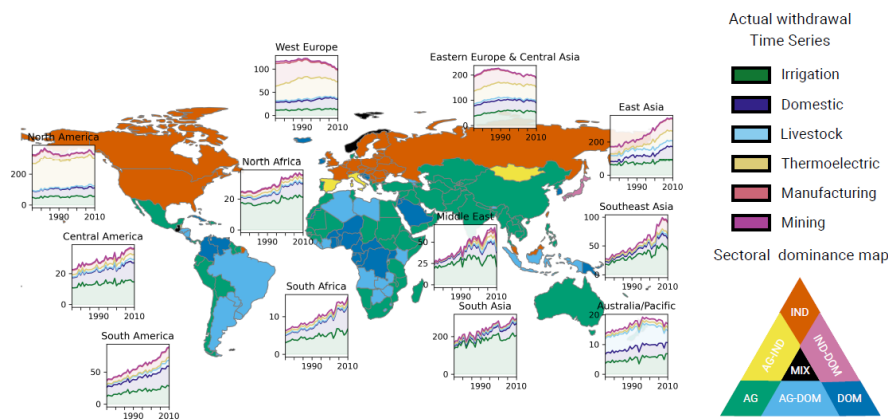 Actual withdrawal
Time Series
Irrigation
Domestic
Livestock
Thermoelectric
Manufacturing
Mining
Sectoral dominance map
IND
AG-IND
IND-DOM
MIX
AG
AG-DOM
DOM
West Europe
100
50
0
1990
2010
Eastern Europe & Central Asia
200
100
0
1990
2010
East Asia
200
0
1990
2010
North America
200
0
1990
2010
North Africa
20
0
1990
2010
Middle East
50
25
0
1990
2010
Southeast Asia
100
50
0
1990
2010
Central America
20
0
1990
2010
South Africa
10
0
1990
2010
South Asia
200
0
1990
2010
Australia/Pacific
20
10
0
1990
2010
South America
50
0
1990
2010